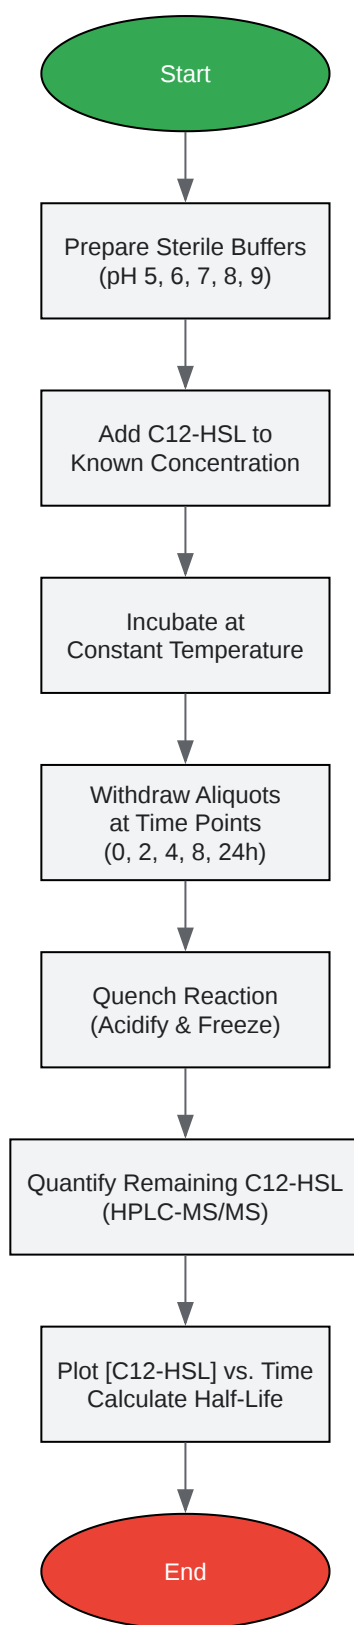 Start
Prepare Sterile Buffers
(pH 5, 6, 7, 8, 9)
Add C12-HSL to
Known Concentration
Incubate at
Constant Temperature
Withdraw Aliquots
at Time Points
(0, 2, 4, 8, 24h)
Quench Reaction
(Acidify & Freeze)
Quantify Remaining C12-HSL
(HPLC-MS/MS)
Plot [C12-HSL] vs. Time
Calculate Half-Life
End